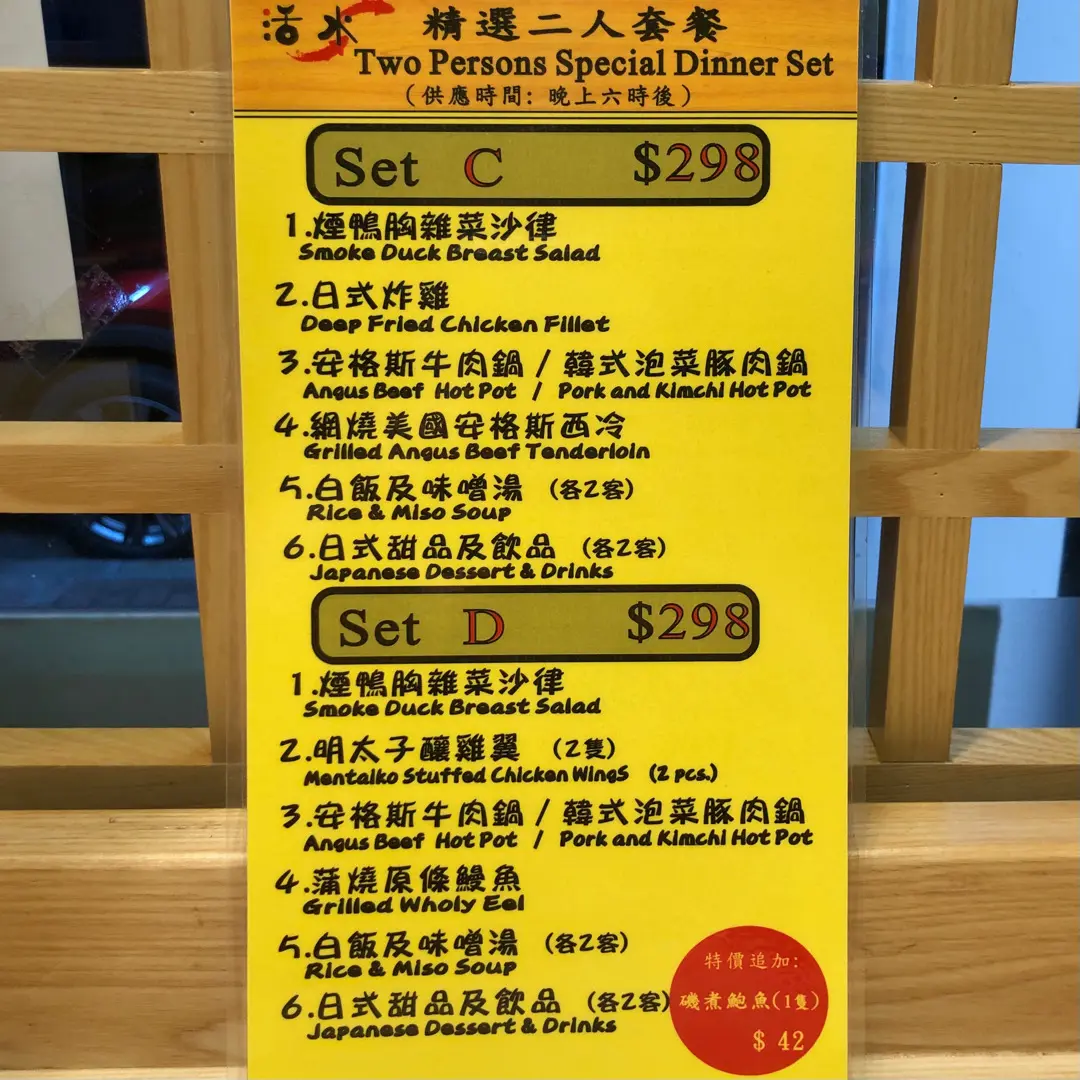 活水 精選二人套餐
Two Persons Special Dinner Set
（供應時間: 晚上六時後）
Set C $298
1.煙鴨胸雜菜沙律
Smoke Duck Breast Salad
2.日式炸雞
Deep Fried Chicken Fillet
3.安格斯牛肉鍋 / 韓式泡菜豚肉鍋
Angus Beef Hot Pot / Pork and Kimchi Hot Pot
4.網燒美國安格斯西冷
Grilled Angus Beef Tenderloin
5.白飯及味噌湯 （各2客）
Rice & Miso Soup
6.日式甜品及飲品 （各2客）
Japanese Dessert & Drinks
Set D $298
1.煙鴨胸雜菜沙律
Smoke Duck Breast Salad
2.明太子釀雞翼 （2隻）
Mentaiko Stuffed Chicken Wings (2 pcs.)
3.安格斯牛肉鍋 / 韓式泡菜豚肉鍋
Angus Beef Hot Pot / Pork and Kimchi Hot Pot
4.蒲燒原條鰻魚
Grilled Wholy Eel
5.白飯及味噌湯 （各2客）
Rice & Miso Soup
6.日式甜品及飲品 （各2客）
Japanese Dessert & Drinks
特價追加:
磯煮鮑魚(1隻)
$ 42